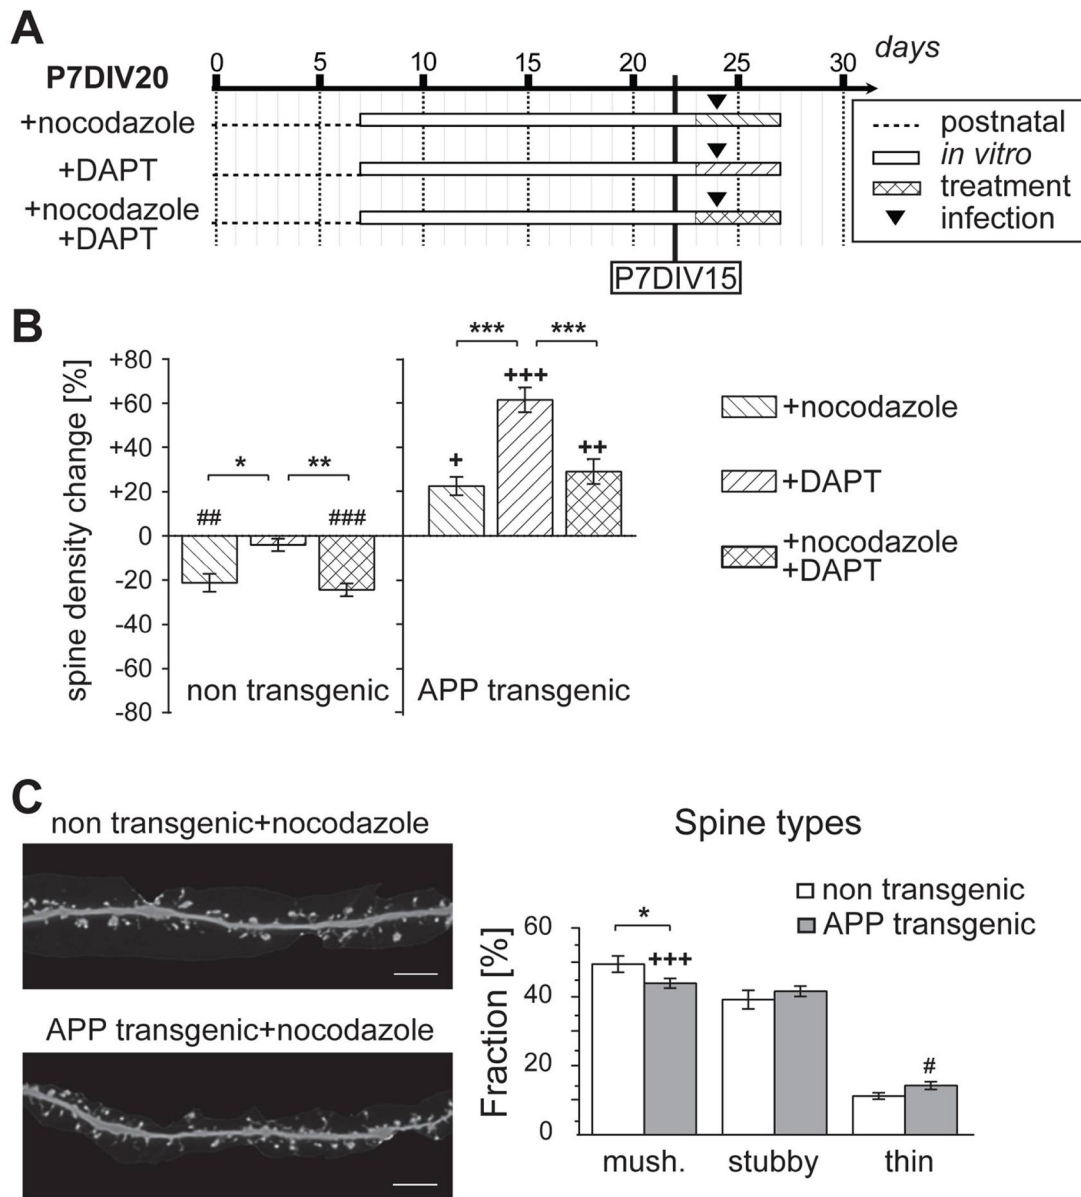 A
days
P7DIV20
0 5 10 15 20 25 30
+nocodazole
+DAPT
+nocodazole
+DAPT
postnatal
in vitro
treatment
infection
P7DIV15
B
spine density change [%]
+80
+60
+40
+20
0
-20
-40
-60
-80
* **
## ###
*** ***
+ +++ ++
non transgenic APP transgenic
+nocodazole
+DAPT
+nocodazole
+DAPT
C
non transgenic+nocodazole
APP transgenic+nocodazole
Spine types
non transgenic
APP transgenic
Fraction [%]
60
40
20
0
*
+++
#
mush. stubby thin